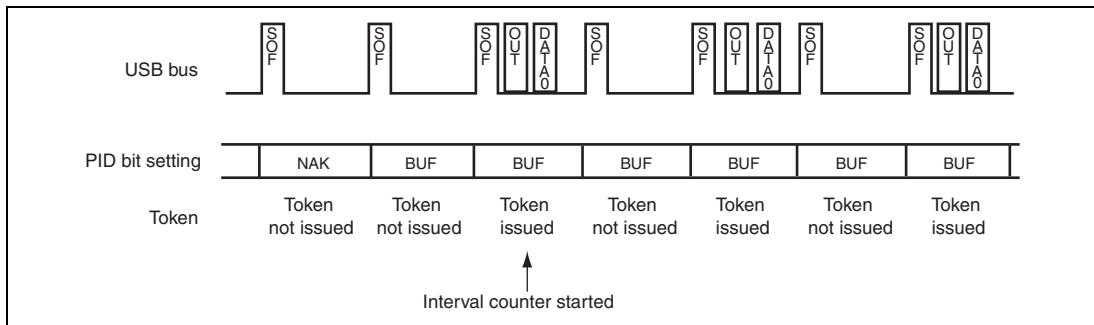 USB bus
SOF
SOF
SOF
OUT
DATA0
SOF
SOF
OUT
DATA0
SOF
SOF
OUT
DATA0
PID bit setting
NAK
BUF
BUF
BUF
BUF
BUF
BUF
Token
Token
not issued
Token
not issued
Token
issued
Token
not issued
Token
issued
Token
not issued
Token
issued
Interval counter started